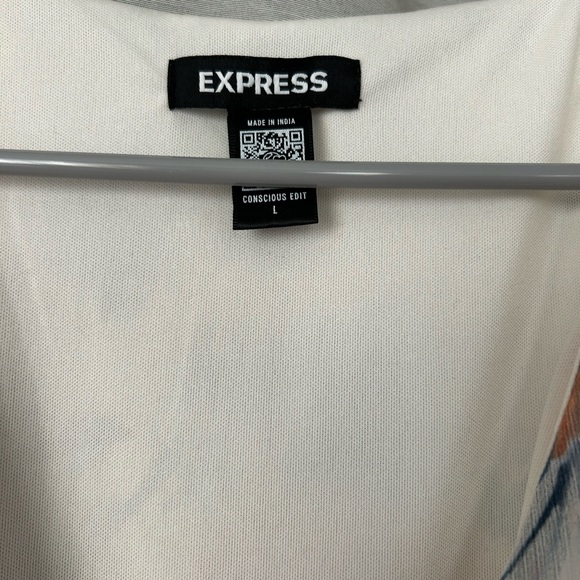 EXPRESS
MADE IN INDIA
CONSCIOUS EDIT
L